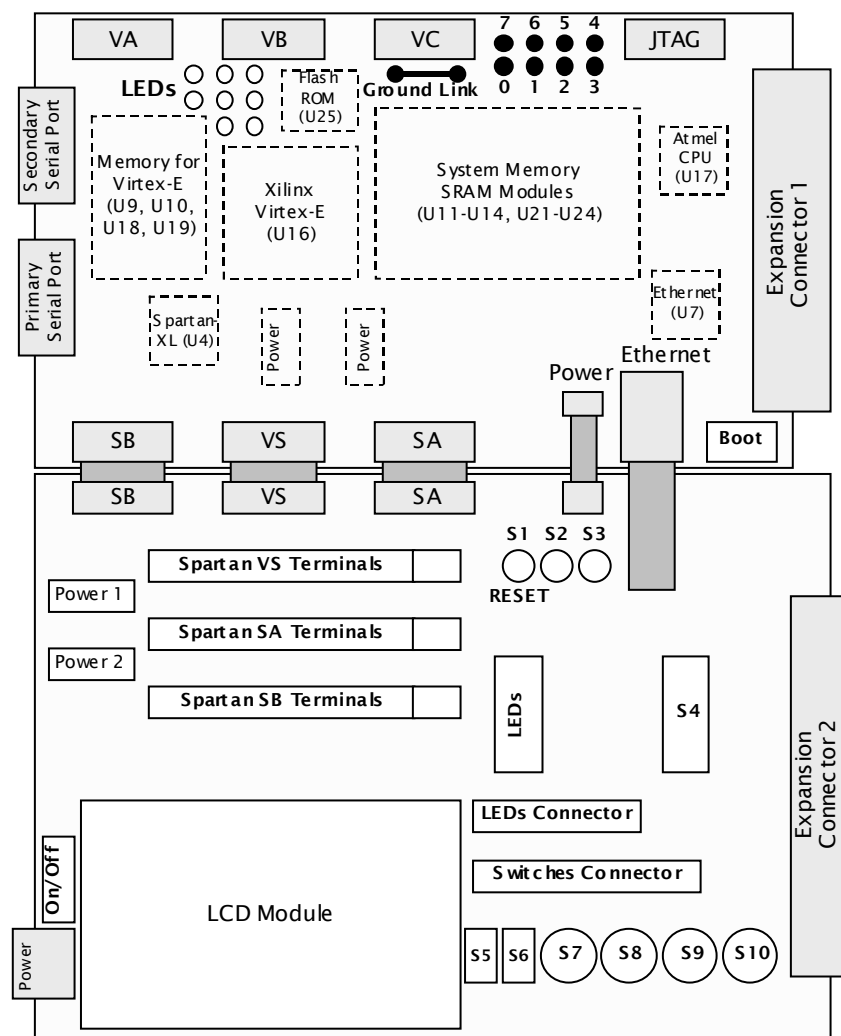 VA
VB
VC
7 6 5 4
JTAG
LEDs
Flash
ROM
(U25)
Ground Link
0 1 2 3
Secondary
Serial Port
Memory for
Virtex-E
(U9, U10,
U18, U19)
Xilinx
Virtex-E
(U16)
System Memory
SRAM Modules
(U11-U14, U21-U24)
Atmel
CPU
(U17)
Expansion
Connector 1
Primary
Serial Port
Spartan-
XL (U4)
Power
Power
Ethernet
(U7)
Ethernet
Power
SB
VS
SA
Boot
SB
VS
SA
S1 S2 S3
RESET
Spartan VS Terminals
Power 1
Spartan SA Terminals
Power 2
Spartan SB Terminals
LEDs
S4
Expansion
Connector 2
LEDs Connector
Switches Connector
On/Off
LCD Module
Power
S5
S6
S7
S8
S9
S10